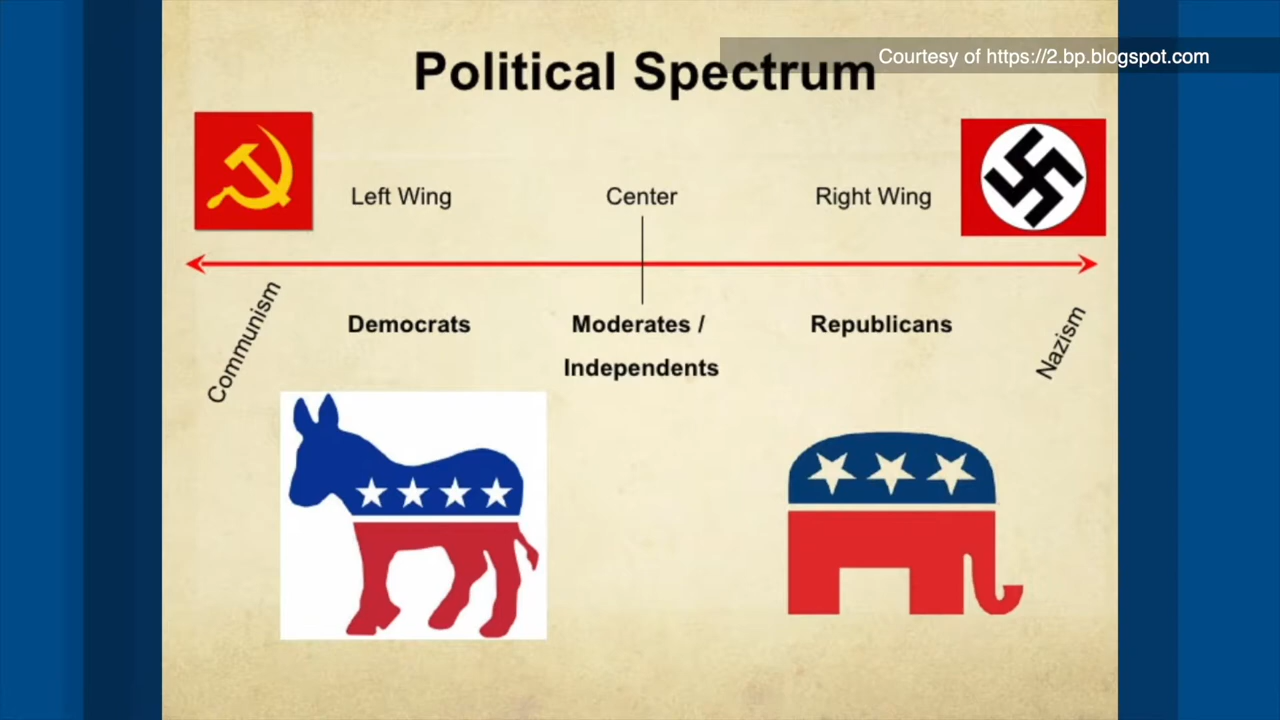 Courtesy of https://2.bp.blogspot.com
Political Spectrum
Left Wing
Center
Right Wing
Communism
Democrats
Moderates /
Independents
Republicans
Nazism